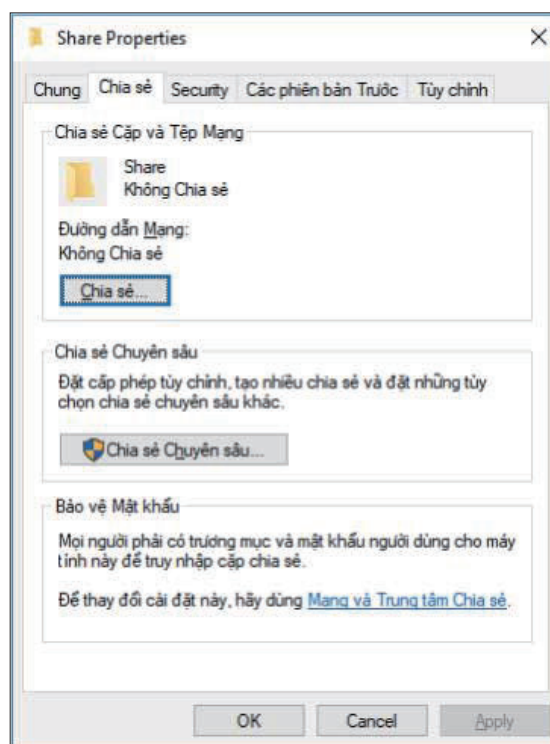 Share Properties
Chung Chia sẻ Security Các phiên bản Trước Tùy chỉnh
Chia sẻ Cặp và Tệp Mạng
Share
Không Chia sẻ
Đường dẫn Mạng:
Không Chia sẻ
Chia sẻ...
Chia sẻ Chuyên sâu
Đặt cấp phép tùy chỉnh, tạo nhiều chia sẻ và đặt những tùy
chọn chia sẻ chuyên sâu khác.
Chia sẻ Chuyên sâu...
Bảo vệ Mật khẩu
Mọi người phải có trương mục và mật khẩu người dùng cho máy
tính này để truy nhập cặp chia sẻ.
Để thay đổi cài đặt này, hãy dùng Mạng và Trung tâm Chia sẻ.
OK Cancel Apply